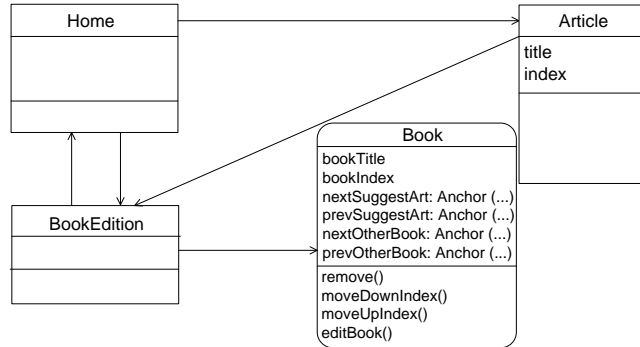 Home
Article
title
index
Book
bookTitle
bookIndex
nextSuggestArt: Anchor (...)
prevSuggestArt: Anchor (...)
nextOtherBook: Anchor (...)
prevOtherBook: Anchor (...)
remove()
moveDownIndex()
moveUpIndex()
editBook()
BookEdition